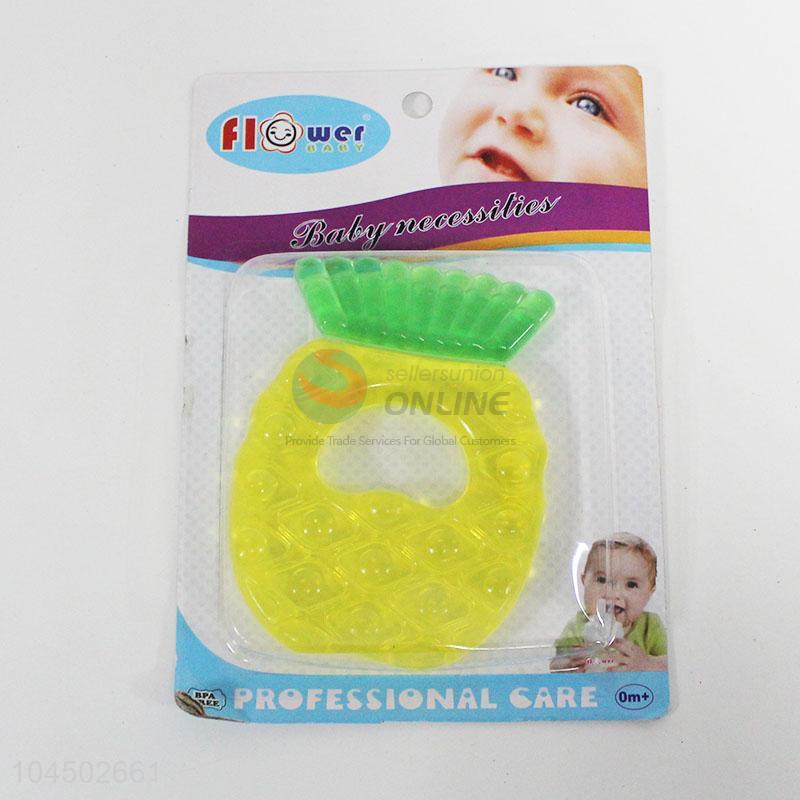 flower®
BABY
Baby necessities
sellersunion
ONLINE
Provide Trade Services For Global Customers
BPA
FREE
PROFESSIONAL CARE
0m+
104502661